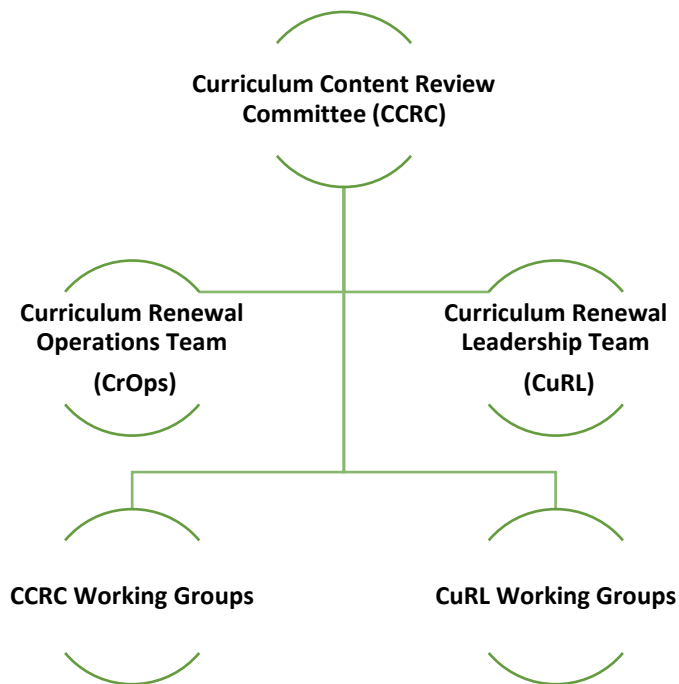 Curriculum Content Review
Committee (CCRC)
Curriculum Renewal
Operations Team
(CrOps)
Curriculum Renewal
Leadership Team
(CuRL)
CCRC Working Groups
CuRL Working Groups